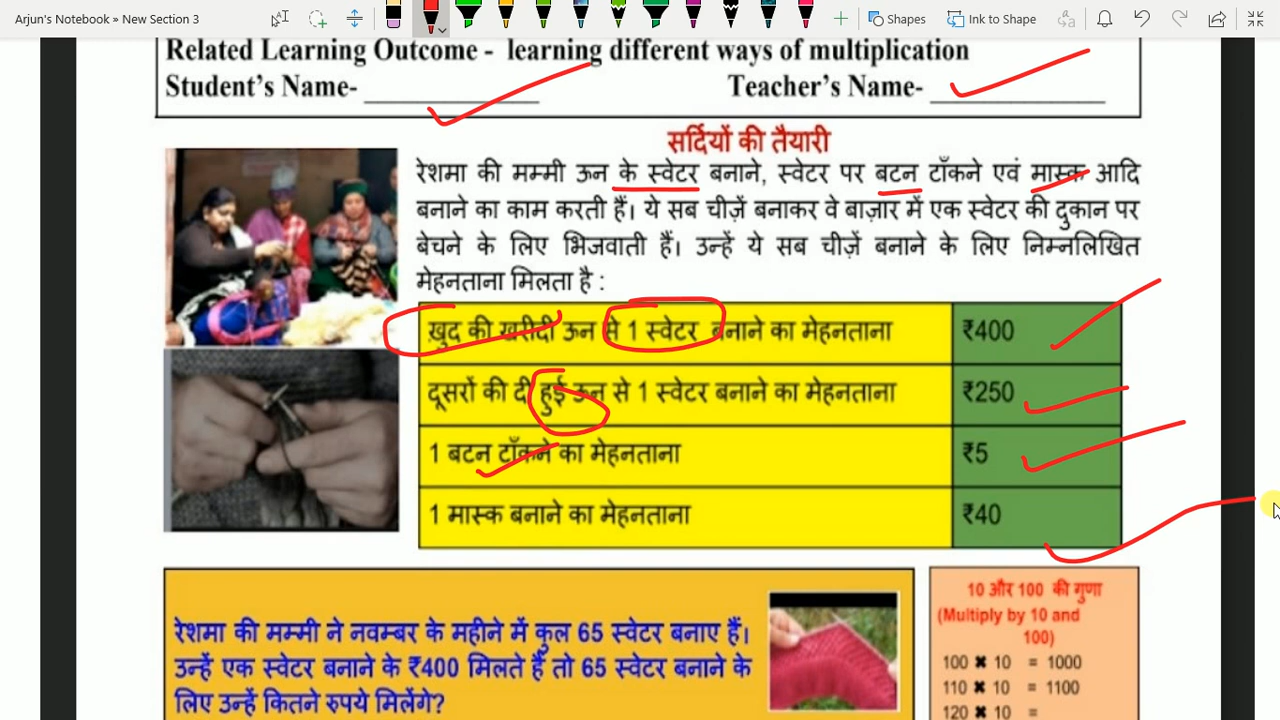 Arjun's Notebook » New Section 3
Shapes
Ink to Shape
Related Learning Outcome - learning different ways of multiplication
Student's Name- ____________ Teacher's Name- ____________
सर्दियों की तैयारी
रेशमा की मम्मी ऊन के स्वेटर बनाने, स्वेटर पर बटन टाँकने एवं मास्क आदि
बनाने का काम करती हैं। ये सब चीज़ें बनाकर वे बाज़ार में एक स्वेटर की दुकान पर
बेचने के लिए भिजवाती हैं। उन्हें ये सब चीज़ें बनाने के लिए निम्नलिखित
मेहनताना मिलता है :
ख़ुद की खरीदी ऊन से 1 स्वेटर बनाने का मेहनताना ₹400
दूसरों की दी हुई ऊन से 1 स्वेटर बनाने का मेहनताना ₹250
1 बटन टाँकने का मेहनताना ₹5
1 मास्क बनाने का मेहनताना ₹40
रेशमा की मम्मी ने नवम्बर के महीने में कुल 65 स्वेटर बनाए हैं।
उन्हें एक स्वेटर बनाने के ₹400 मिलते हैं तो 65 स्वेटर बनाने के
लिए उन्हें कितने रुपये मिलेंगे?
10 और 100 की गुणा
(Multiply by 10 and
100)
100 ✖ 10 = 1000
110 ✖ 10 = 1100
120 ✖ 10 =